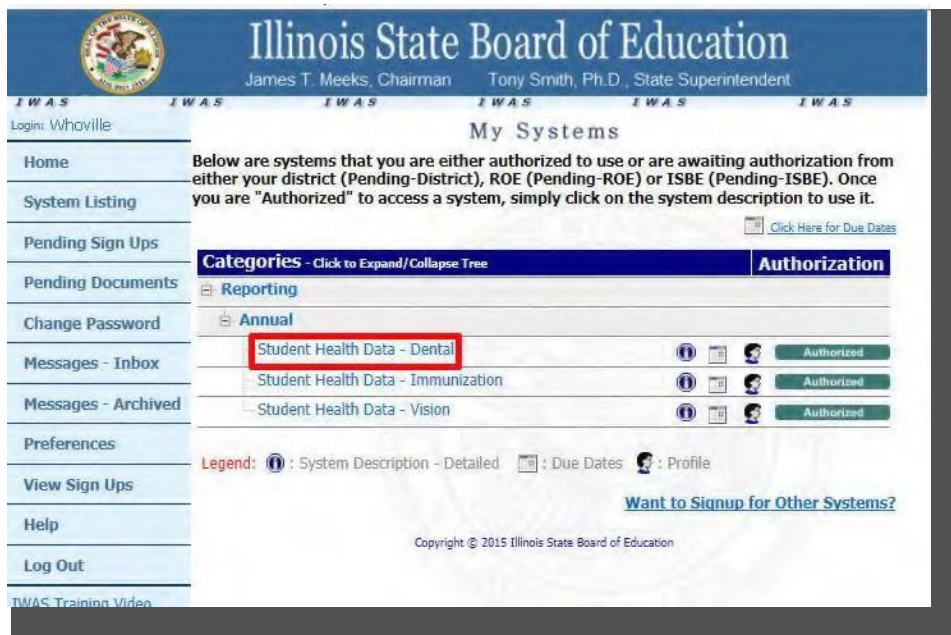 Illinois State Board of Education
James T. Meeks, Chairman Tony Smith, Ph.D., State Superintendent
IWAS IWAS IWAS IWAS IWAS IWAS
Login: Whoville
My Systems
Below are systems that you are either authorized to use or are awaiting authorization from
either your district (Pending-District), ROE (Pending-ROE) or ISBE (Pending-ISBE). Once
you are "Authorized" to access a system, simply click on the system description to use it.
Click Here for Due Dates
Home
System Listing
Pending Sign Ups
Pending Documents
Change Password
Messages - Inbox
Messages - Archived
Preferences
View Sign Ups
Help
Log Out
IWAS Training Video
Categories - Click to Expand/Collapse Tree Authorization
Reporting
Annual
Student Health Data - Dental Authorized
Student Health Data - Immunization Authorized
Student Health Data - Vision Authorized
Legend: : System Description - Detailed : Due Dates : Profile
Want to Signup for Other Systems?
Copyright © 2015 Illinois State Board of Education